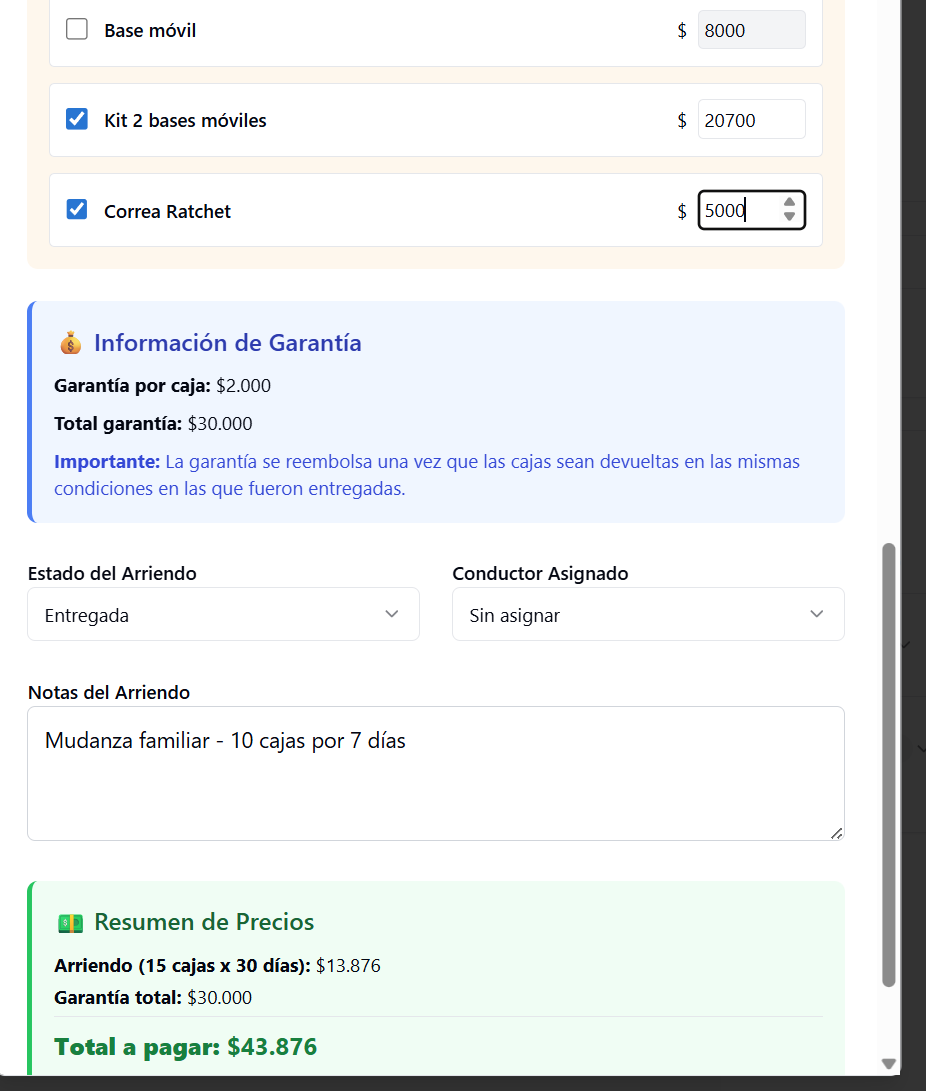 Base móvil $ 8000
Kit 2 bases móviles $ 20700
Correa Ratchet $ 5000
Información de Garantía
Garantía por caja: $2.000
Total garantía: $30.000
Importante: La garantía se reembolsa una vez que las cajas sean devueltas en las mismas
condiciones en las que fueron entregadas.
Estado del Arriendo
Entregada
Conductor Asignado
Sin asignar
Notas del Arriendo
Mudanza familiar - 10 cajas por 7 días
Resumen de Precios
Arriendo (15 cajas x 30 días): $13.876
Garantía total: $30.000
Total a pagar: $43.876